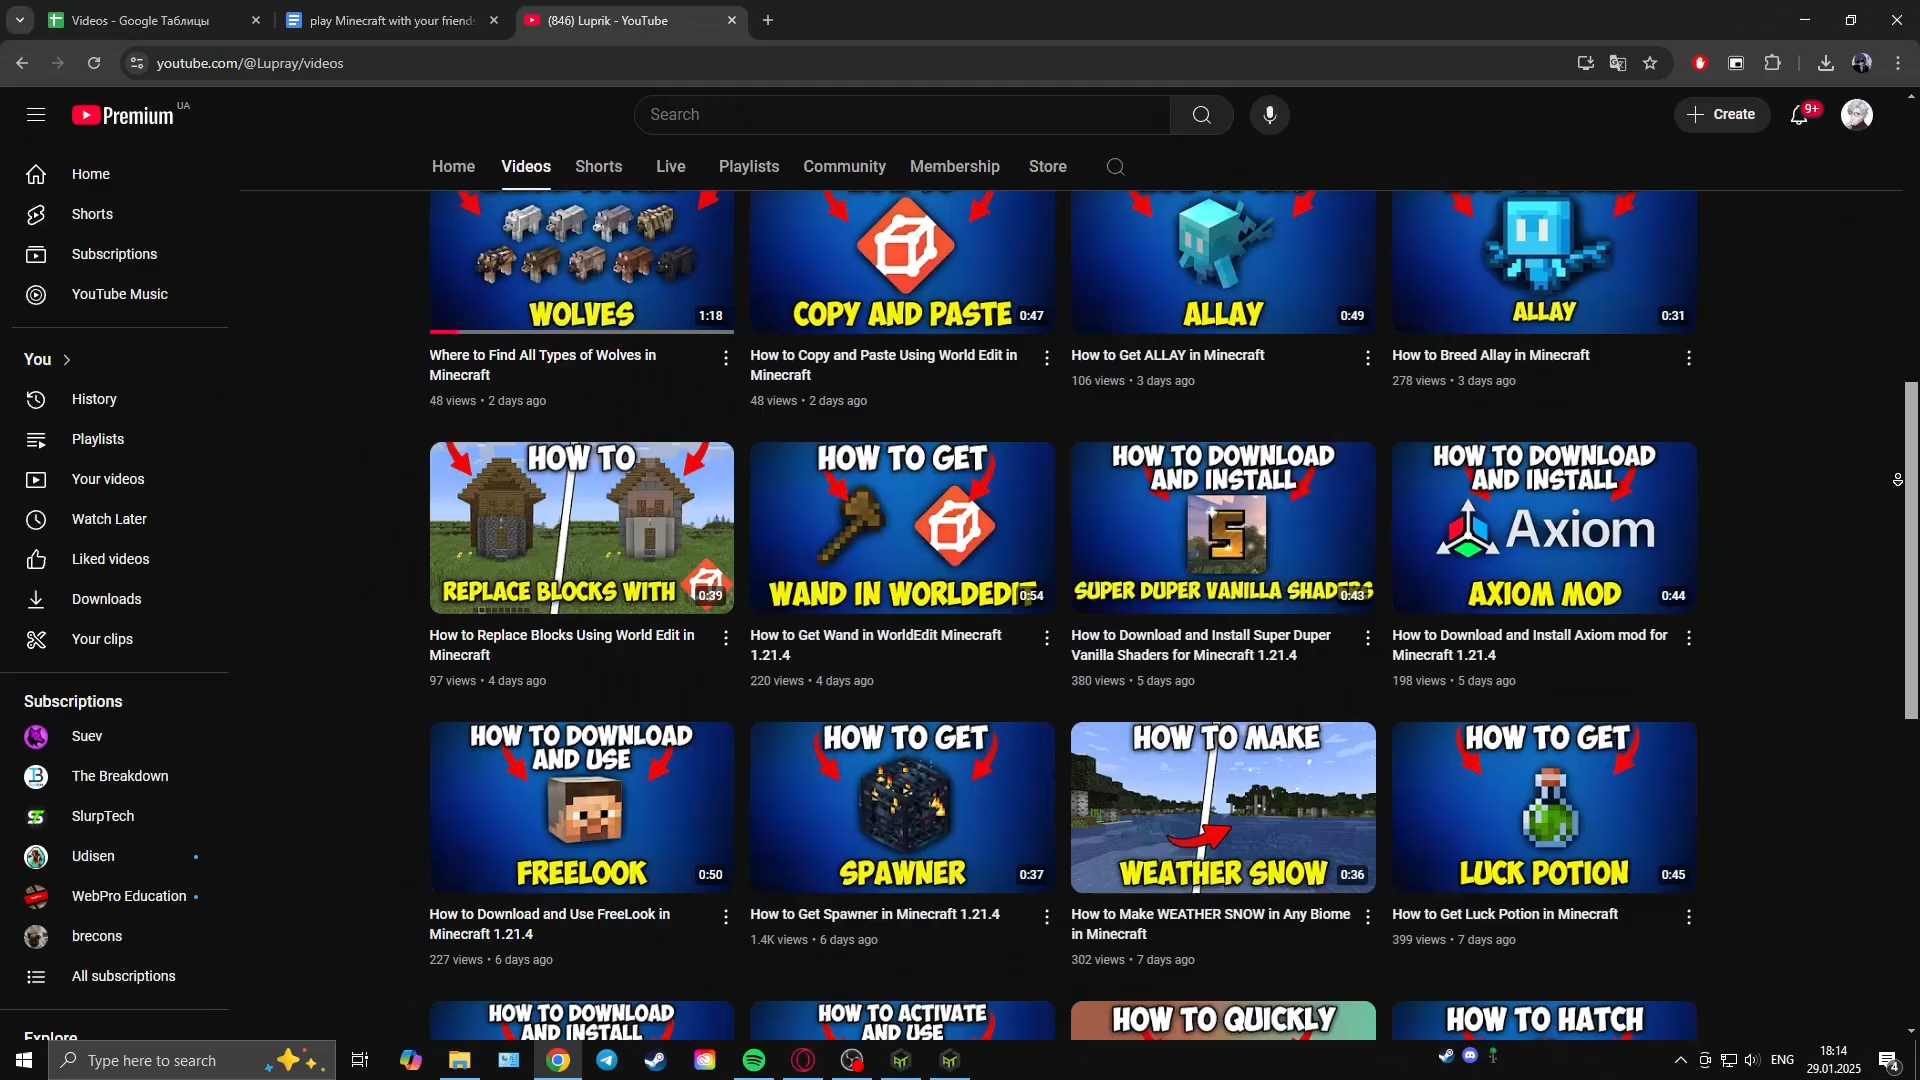 Videos - Google Таблицы
play Minecraft with your friends
(846) Luprik - YouTube
youtube.com/@Lupray/videos
Premium
UA
Search
Create
9+
Home
Videos
Shorts
Live
Playlists
Community
Membership
Store
Home
Shorts
Subscriptions
YouTube Music
You
History
Playlists
Your videos
Watch Later
Liked videos
Downloads
Your clips
Subscriptions
Suev
The Breakdown
SlurpTech
Udisen
WebPro Education
brecons
All subscriptions
Explore
WOLVES
1:18
Where to Find All Types of Wolves in
Minecraft
48 views • 2 days ago
COPY AND PASTE
0:47
How to Copy and Paste Using World Edit in
Minecraft
48 views • 2 days ago
ALLAY
0:49
How to Get ALLAY in Minecraft
106 views • 3 days ago
ALLAY
0:31
How to Breed Allay in Minecraft
278 views • 3 days ago
HOW TO
REPLACE BLOCKS WITH
0:39
How to Replace Blocks Using World Edit in
Minecraft
97 views • 4 days ago
HOW TO GET
WAND IN WORLDEDIT
0:54
How to Get Wand in WorldEdit Minecraft
1.21.4
220 views • 4 days ago
HOW TO DOWNLOAD
AND INSTALL
S
SUPER DUPER VANILLA SHADERS
0:43
How to Download and Install Super Duper
Vanilla Shaders for Minecraft 1.21.4
380 views • 5 days ago
HOW TO DOWNLOAD
AND INSTALL
Axiom
AXIOM MOD
0:44
How to Download and Install Axiom mod for
Minecraft 1.21.4
198 views • 5 days ago
HOW TO DOWNLOAD
AND USE
FREELOOK
0:50
How to Download and Use FreeLook in
Minecraft 1.21.4
227 views • 6 days ago
HOW TO GET
SPAWNER
0:37
How to Get Spawner in Minecraft 1.21.4
1.4K views • 6 days ago
HOW TO MAKE
WEATHER SNOW
0:36
How to Make WEATHER SNOW in Any Biome
in Minecraft
302 views • 7 days ago
HOW TO GET
LUCK POTION
0:45
How to Get Luck Potion in Minecraft
399 views • 7 days ago
HOW TO DOWNLOAD
AND INSTALL
HOW TO ACTIVATE
AND USE
HOW TO QUICKLY
HOW TO HATCH
Type here to search
ENG
18:14
29.01.2025
4